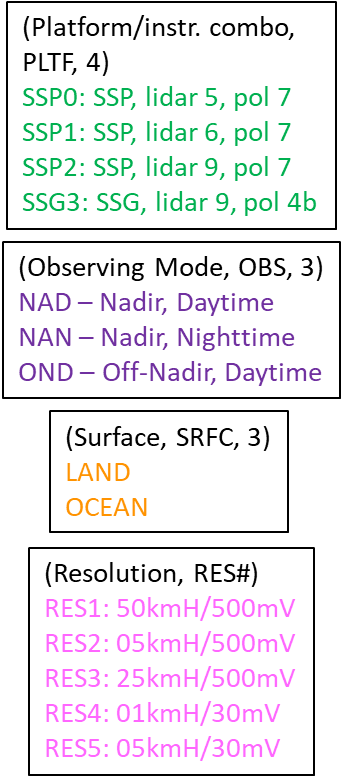 (Platform/instr. combo,
PLTF, 4)
SSP0: SSP, lidar 5, pol 7
SSP1: SSP, lidar 6, pol 7
SSP2: SSP, lidar 9, pol 7
SSG3: SSG, lidar 9, pol 4b
(Observing Mode, OBS, 3)
NAD – Nadir, Daytime
NAN – Nadir, Nighttime
OND – Off-Nadir, Daytime
(Surface, SRFC, 3)
LAND
OCEAN
(Resolution, RES#)
RES1: 50kmH/500mV
RES2: 05kmH/500mV
RES3: 25kmH/500mV
RES4: 01kmH/30mV
RES5: 05kmH/30mV